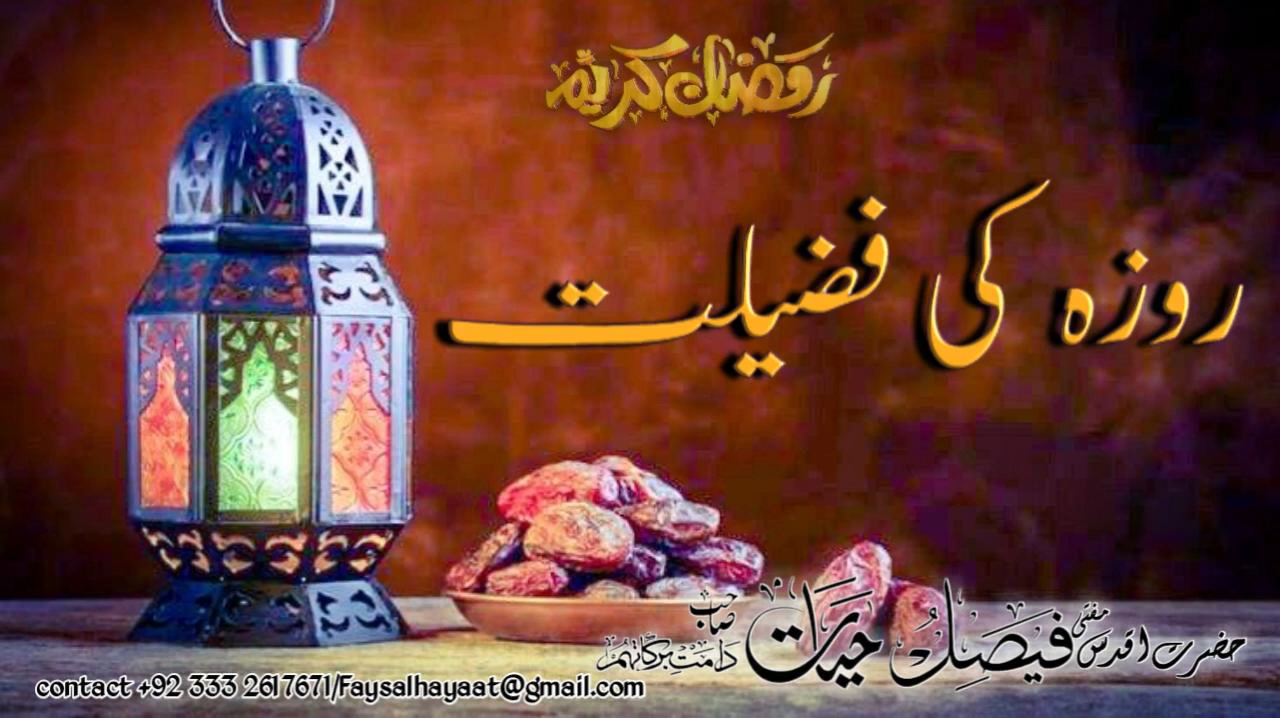 رمضان كريم
روزہ کی فضیلت
حضرت اقدس مفتی فیصل حیات صاحب دامت برکاتہم
contact +92 333 2617671/Faysalhayaat@gmail.com